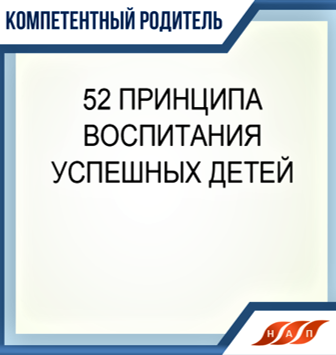 КОМПЕТЕНТНЫЙ РОДИТЕЛЬ
52 ПРИНЦИПА
ВОСПИТАНИЯ
УСПЕШНЫХ ДЕТЕЙ
НАП